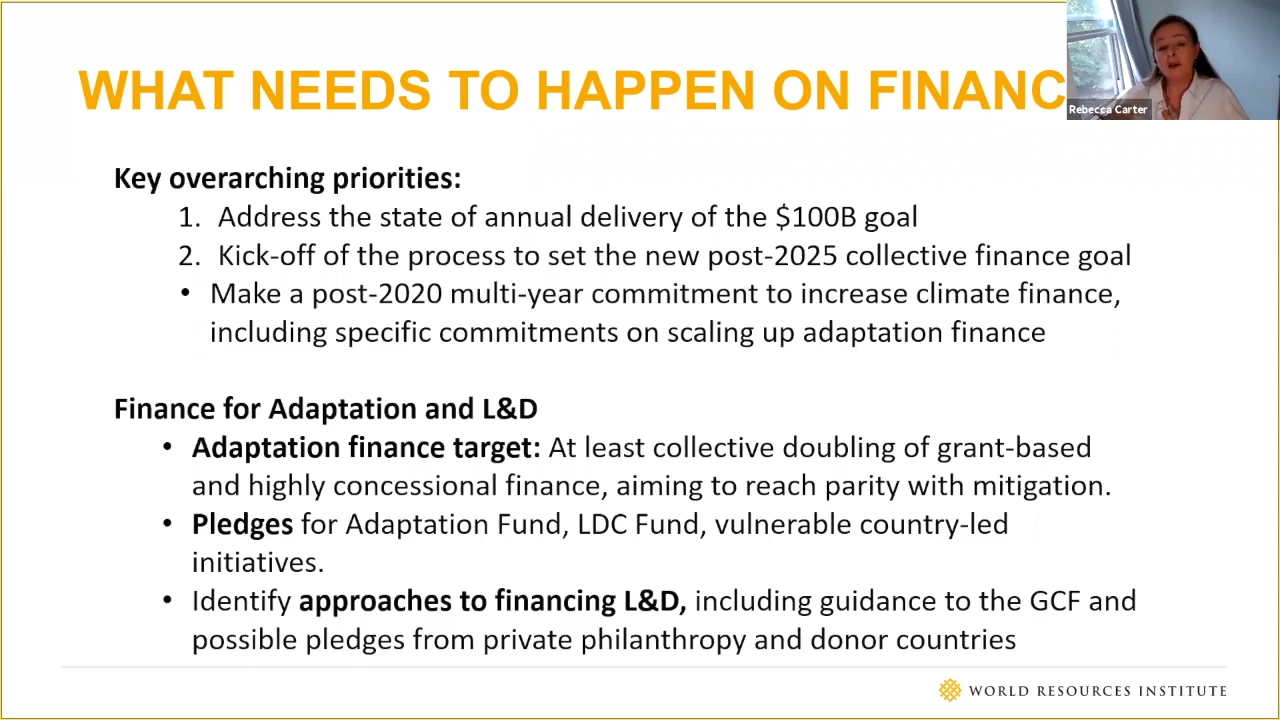 WHAT NEEDS TO HAPPEN ON FINANC
Rebecca Carter
Key overarching priorities:
1. Address the state of annual delivery of the $100B goal
2. Kick-off of the process to set the new post-2025 collective finance goal
• Make a post-2020 multi-year commitment to increase climate finance,
including specific commitments on scaling up adaptation finance
Finance for Adaptation and L&D
• Adaptation finance target: At least collective doubling of grant-based
and highly concessional finance, aiming to reach parity with mitigation.
• Pledges for Adaptation Fund, LDC Fund, vulnerable country-led
initiatives.
• Identify approaches to financing L&D, including guidance to the GCF and
possible pledges from private philanthropy and donor countries
WORLD RESOURCES INSTITUTE